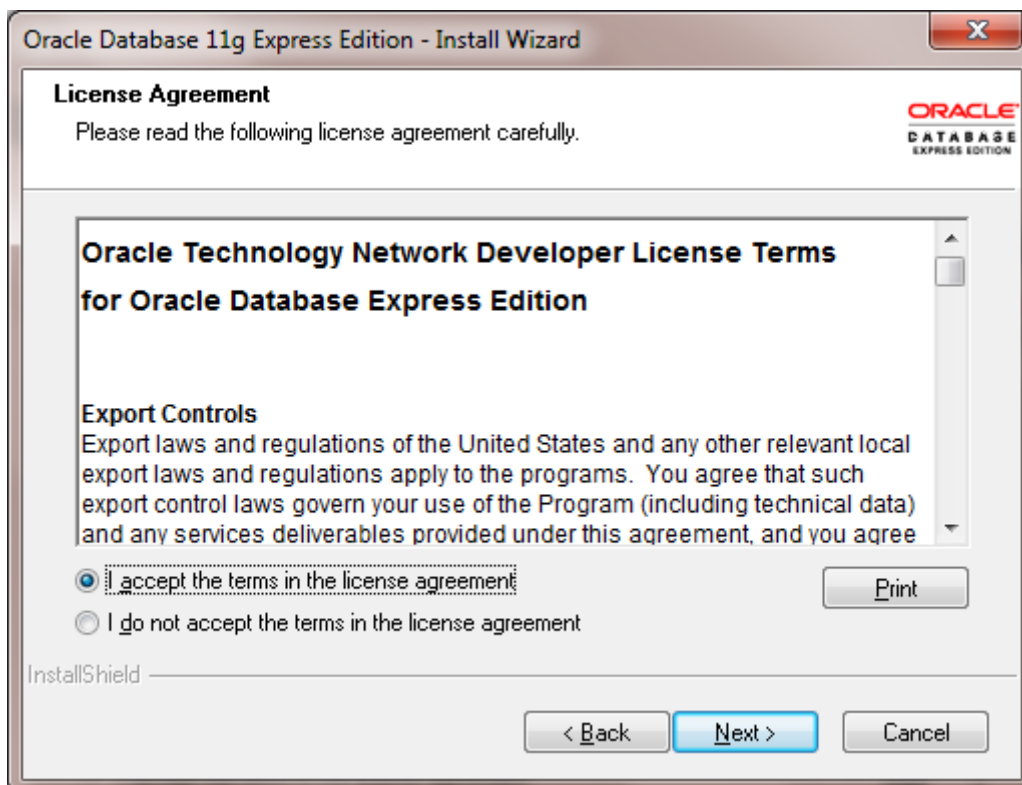 Oracle Database 11g Express Edition - Install Wizard
License Agreement
Please read the following license agreement carefully.
ORACLE
DATABASE
EXPRESS EDITION
Oracle Technology Network Developer License Terms
for Oracle Database Express Edition
Export Controls
Export laws and regulations of the United States and any other relevant local
export laws and regulations apply to the programs.  You agree that such
export control laws govern your use of the Program (including technical data)
and any services deliverables provided under this agreement, and you agree
I accept the terms in the license agreement
Print
I do not accept the terms in the license agreement
InstallShield
< Back
Next >
Cancel